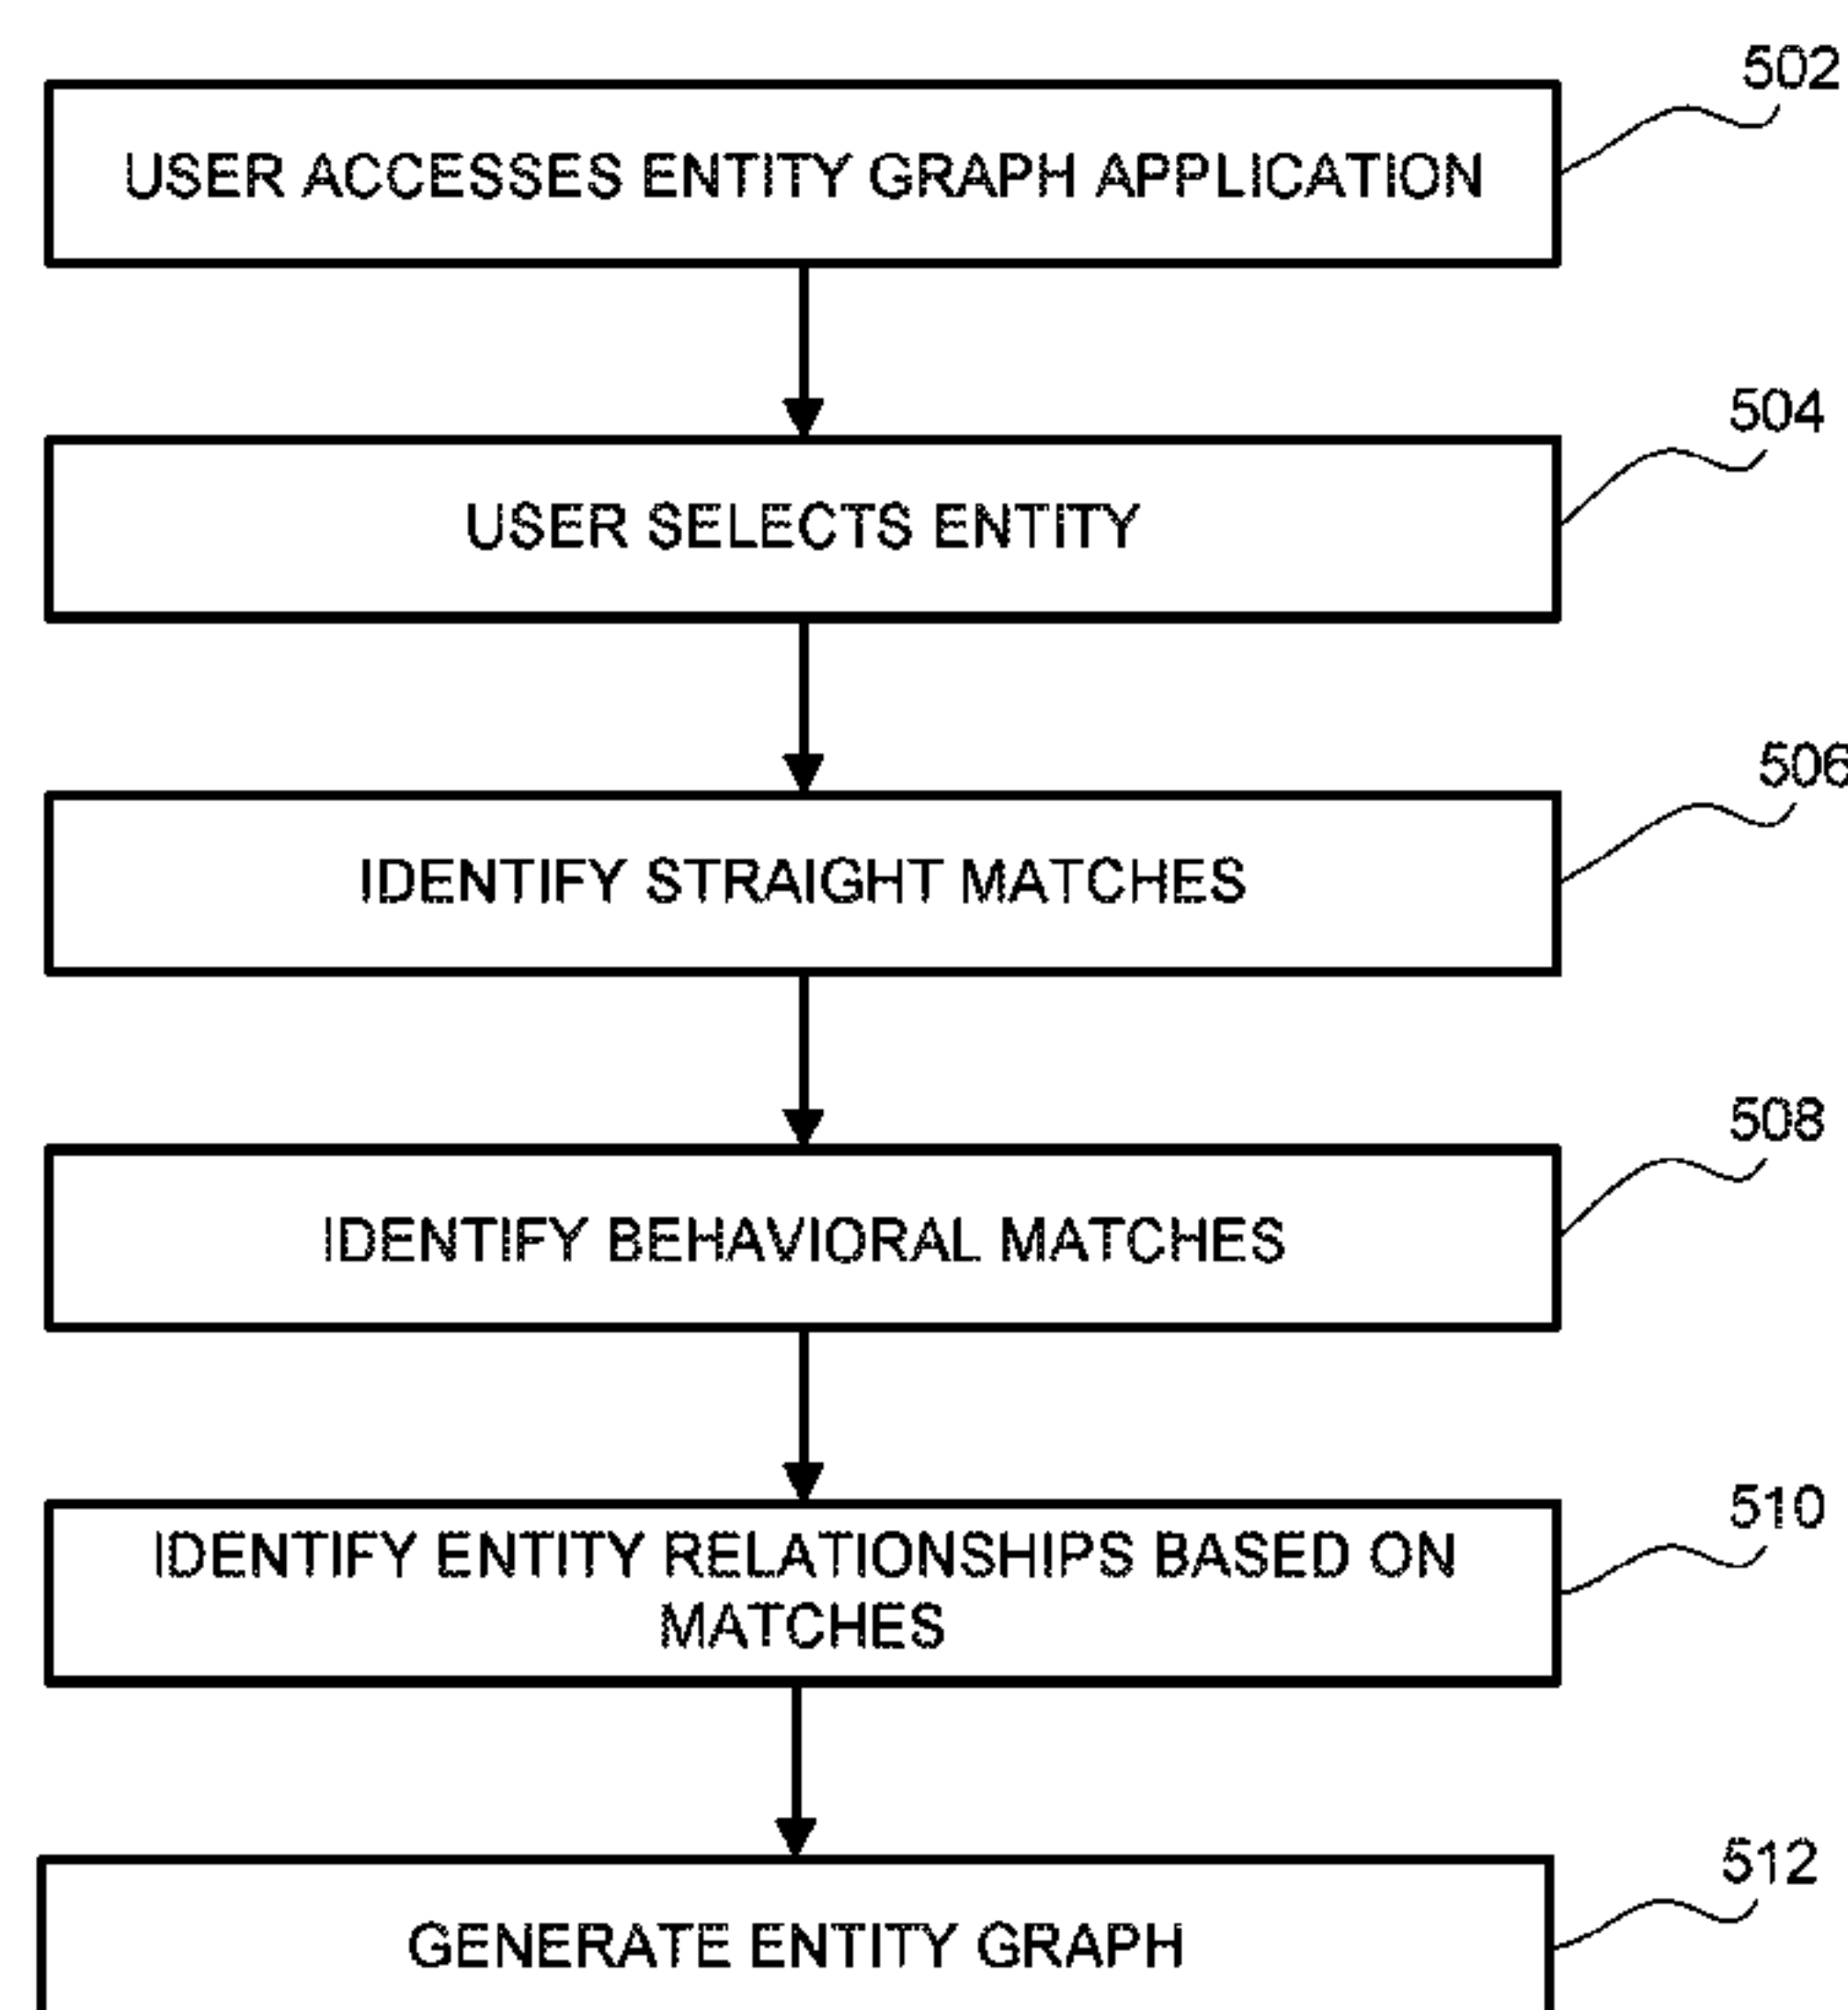 502
USER ACCESSES ENTITY GRAPH APPLICATION
504
USER SELECTS ENTITY
506
IDENTIFY STRAIGHT MATCHES
508
IDENTIFY BEHAVIORAL MATCHES
510
IDENTIFY ENTITY RELATIONSHIPS BASED ON
MATCHES
512
GENERATE ENTITY GRAPH